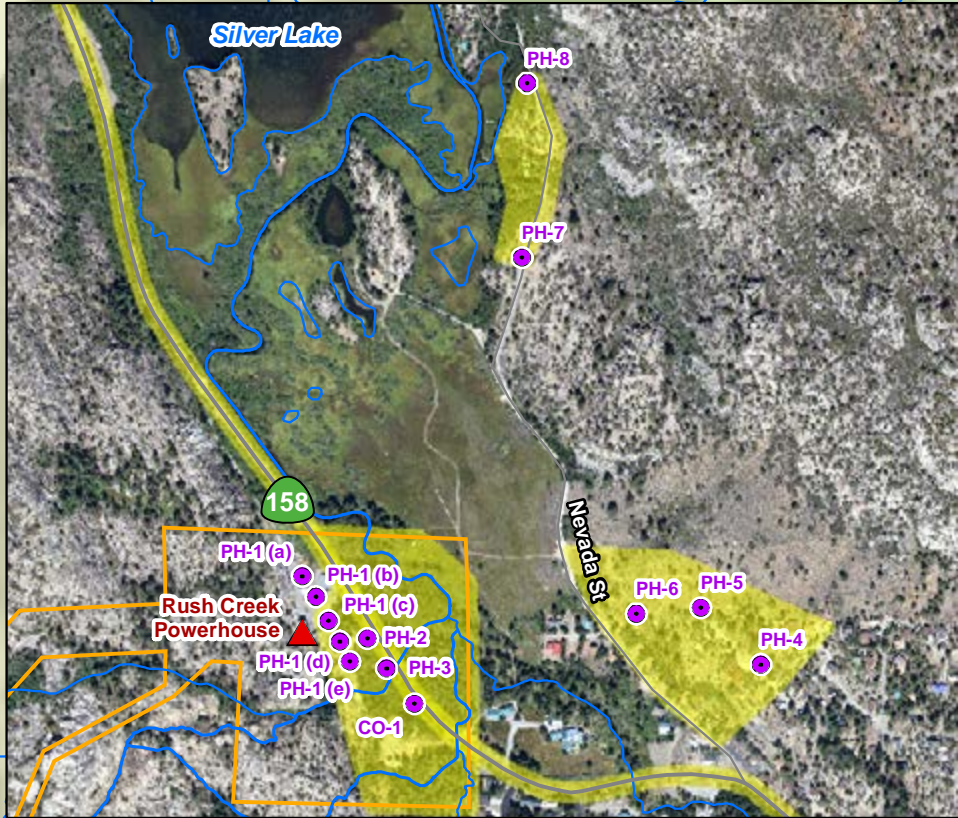 Silver Lake
PH-8
PH-7
158
Nevada St
PH-1 (a)
PH-1 (b)
PH-6
PH-5
Rush Creek
Powerhouse
PH-1 (c)
PH-2
PH-4
PH-1 (d)
PH-3
PH-1 (e)
CO-1